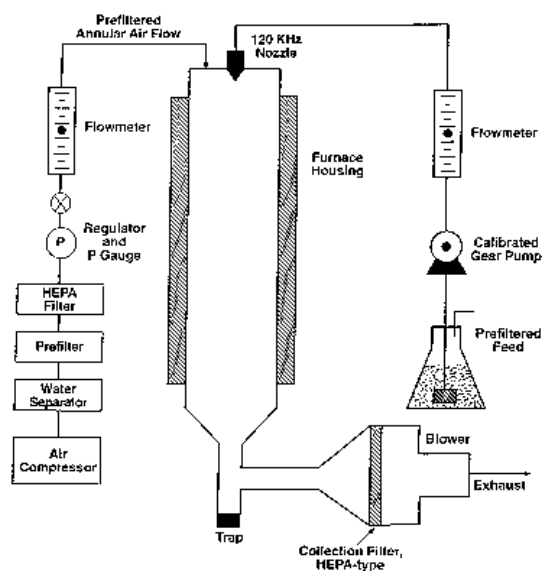 Prefiltered
Annular Air Flow
120 KHz
Nozzle
Flowmeter
Flowmeter
Furnace
Housing
Regulator
and
P Gauge
P
Calibrated
Gear Pump
HEPA
Filter
Prefilter
Prefiltered
Feed
Water
Separator
Air
Compressor
Blower
Exhaust
Trap
Collection Filter,
HEPA-type